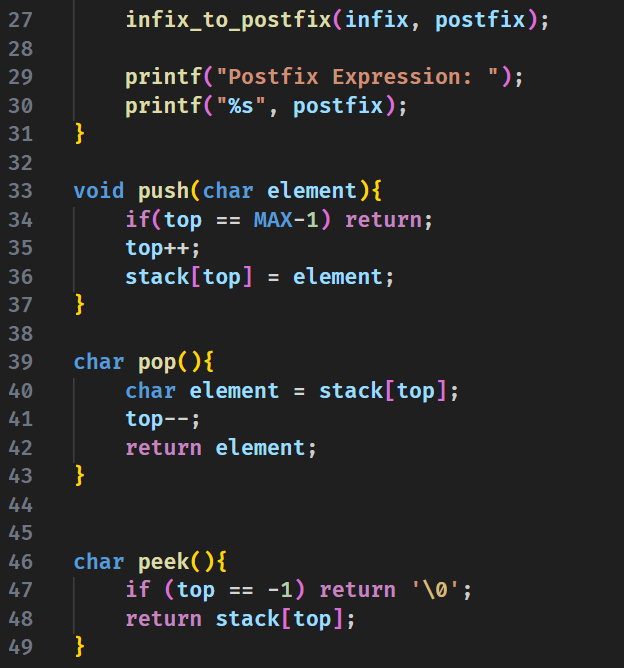 27 infix_to_postfix(infix, postfix);
28
29 printf("Postfix Expression: ");
30 printf("%s", postfix);
31 }
32
33 void push(char element){
34 if(top == MAX-1) return;
35 top++;
36 stack[top] = element;
37 }
38
39 char pop(){
40 char element = stack[top];
41 top--;
42 return element;
43 }
44
45
46 char peek(){
47 if (top == -1) return '\0';
48 return stack[top];
49 }